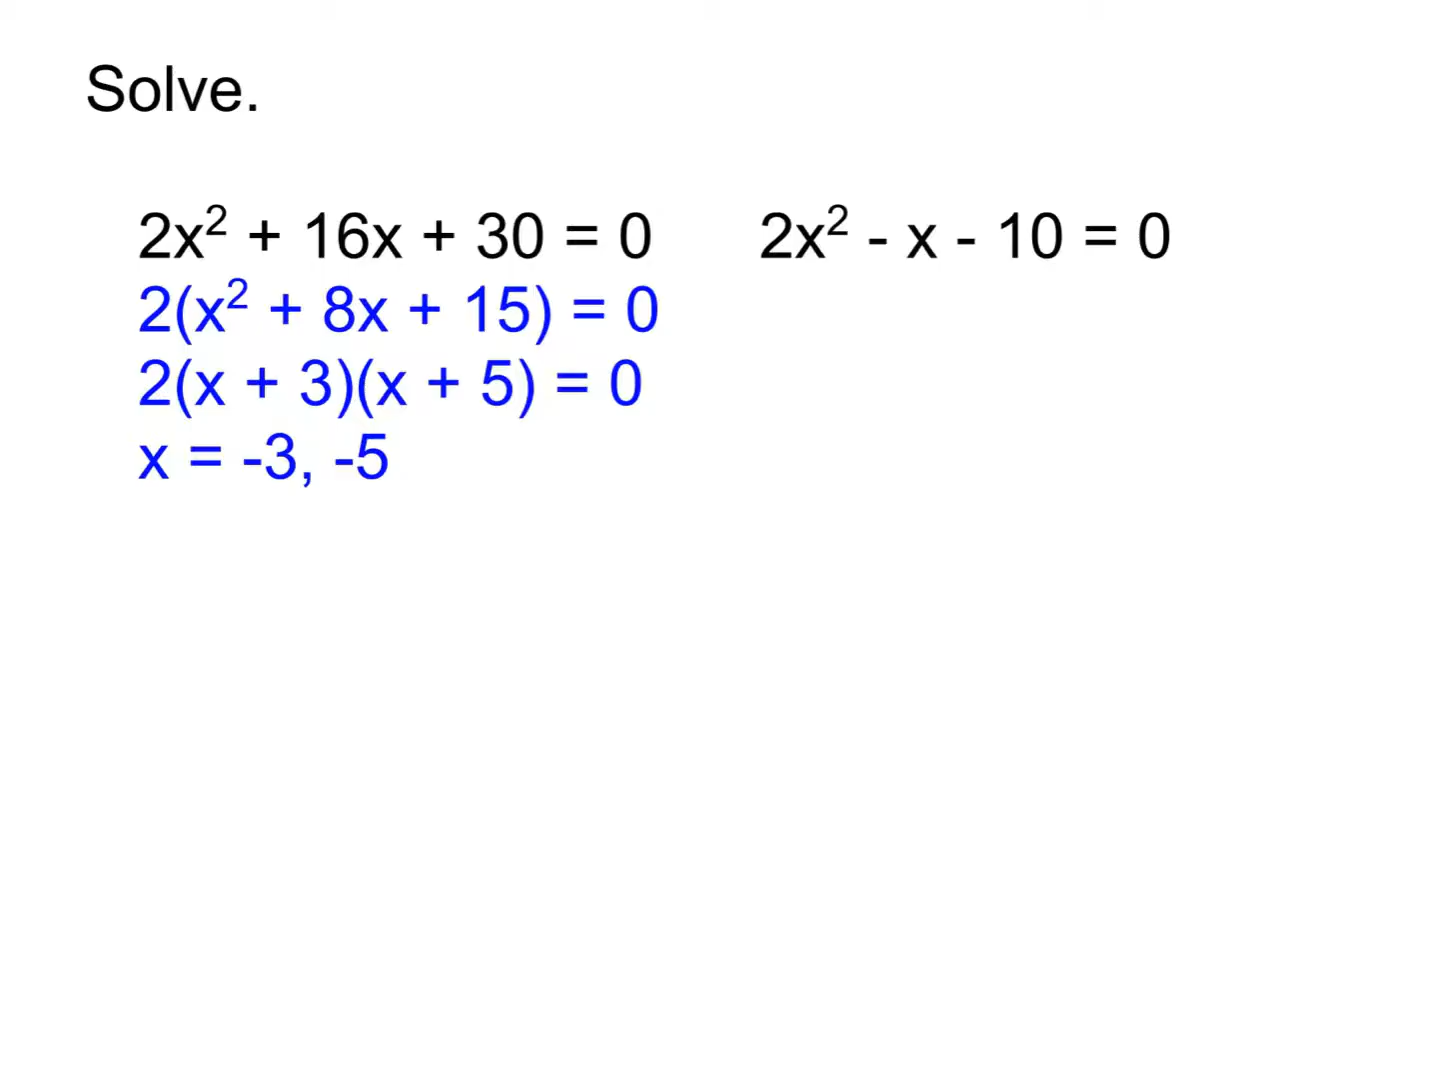 Solve.
2x² + 16x + 30 = 0
2(x² + 8x + 15) = 0
2(x + 3)(x + 5) = 0
x = -3, -5
2x² - x - 10 = 0